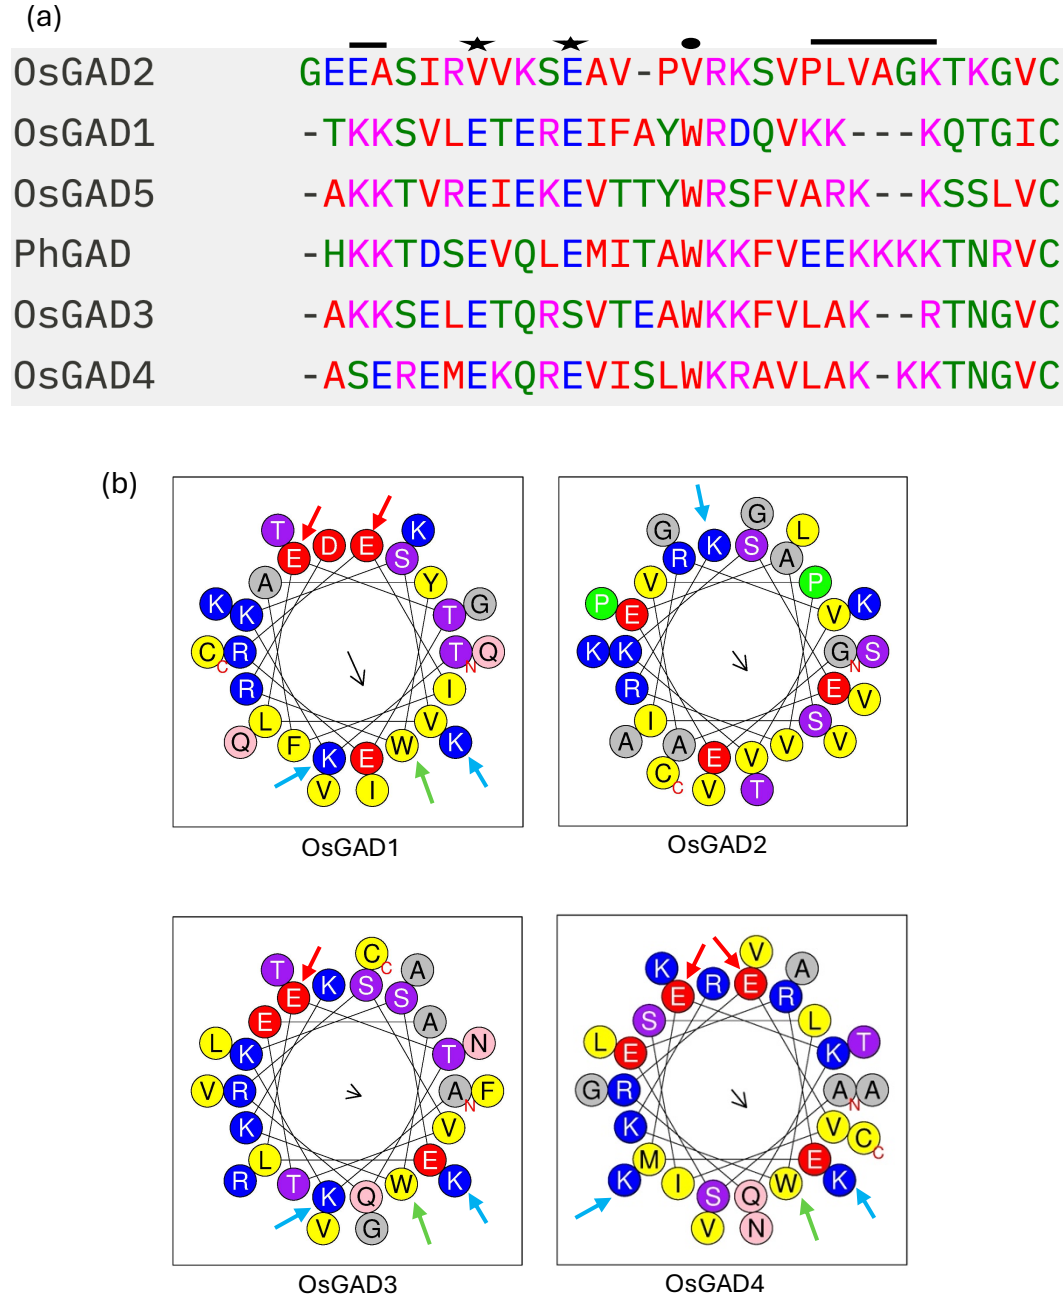 (a)
OsGAD2 GEEASIRVVKSEAV-PVRKSVPLVAGKTKGVC
OsGAD1 -TKKSVLETEREIFAYWRDQVKK---KQTGIC
OsGAD5 -AKKTVREIEKEVTTYWRSFVARK--KSSLVC
PhGAD -HKKTDSEVQLEMITAWKKFVEEKKKKTNRVC
OsGAD3 -AKKSELETQRSVTEAWKKFVLAK--RTNGVC
OsGAD4 -ASEREMEKQREVISLWKRAVLAK-KKTNGVC
(b)
T K
E D E S
A Y
K K T G
C C R T N Q
R I
Q L V K
F K E W
V I
OsGAD1
G
G L
R K S A
V P
P E V K
K K G N S
R E V
A I S V
A E V V
C C V T
OsGAD2
C C
T A
E K S S
E A
L K T N
V R A N F
K V
R L E K
T K Q W
V G
OsGAD3
V
K A
E R E R
S L
L E K T
G R A N A
K V C C
K M E K
I S Q W
V N
OsGAD4